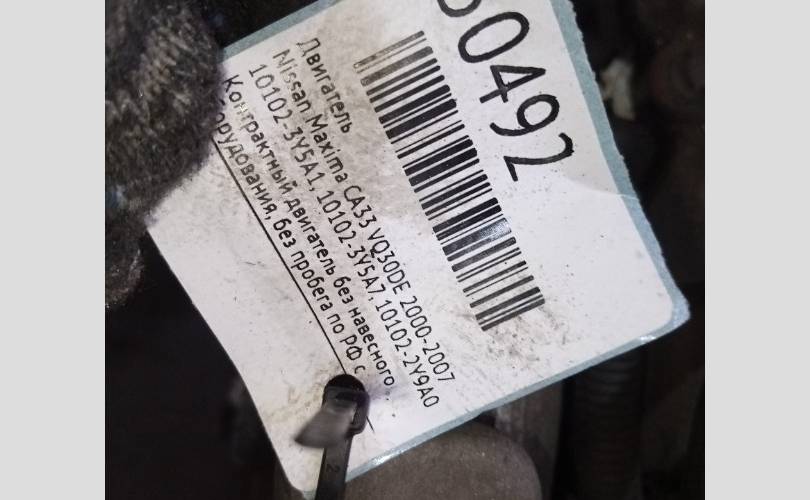 60492
Двигатель
Nissan Maxima CA33 VQ30DE 2000-2007
10102-3Y5A1, 10102-3Y5A7, 10102-2Y9A0
Контрактный двигатель без навесного
оборудования, без пробега по РФ с ...